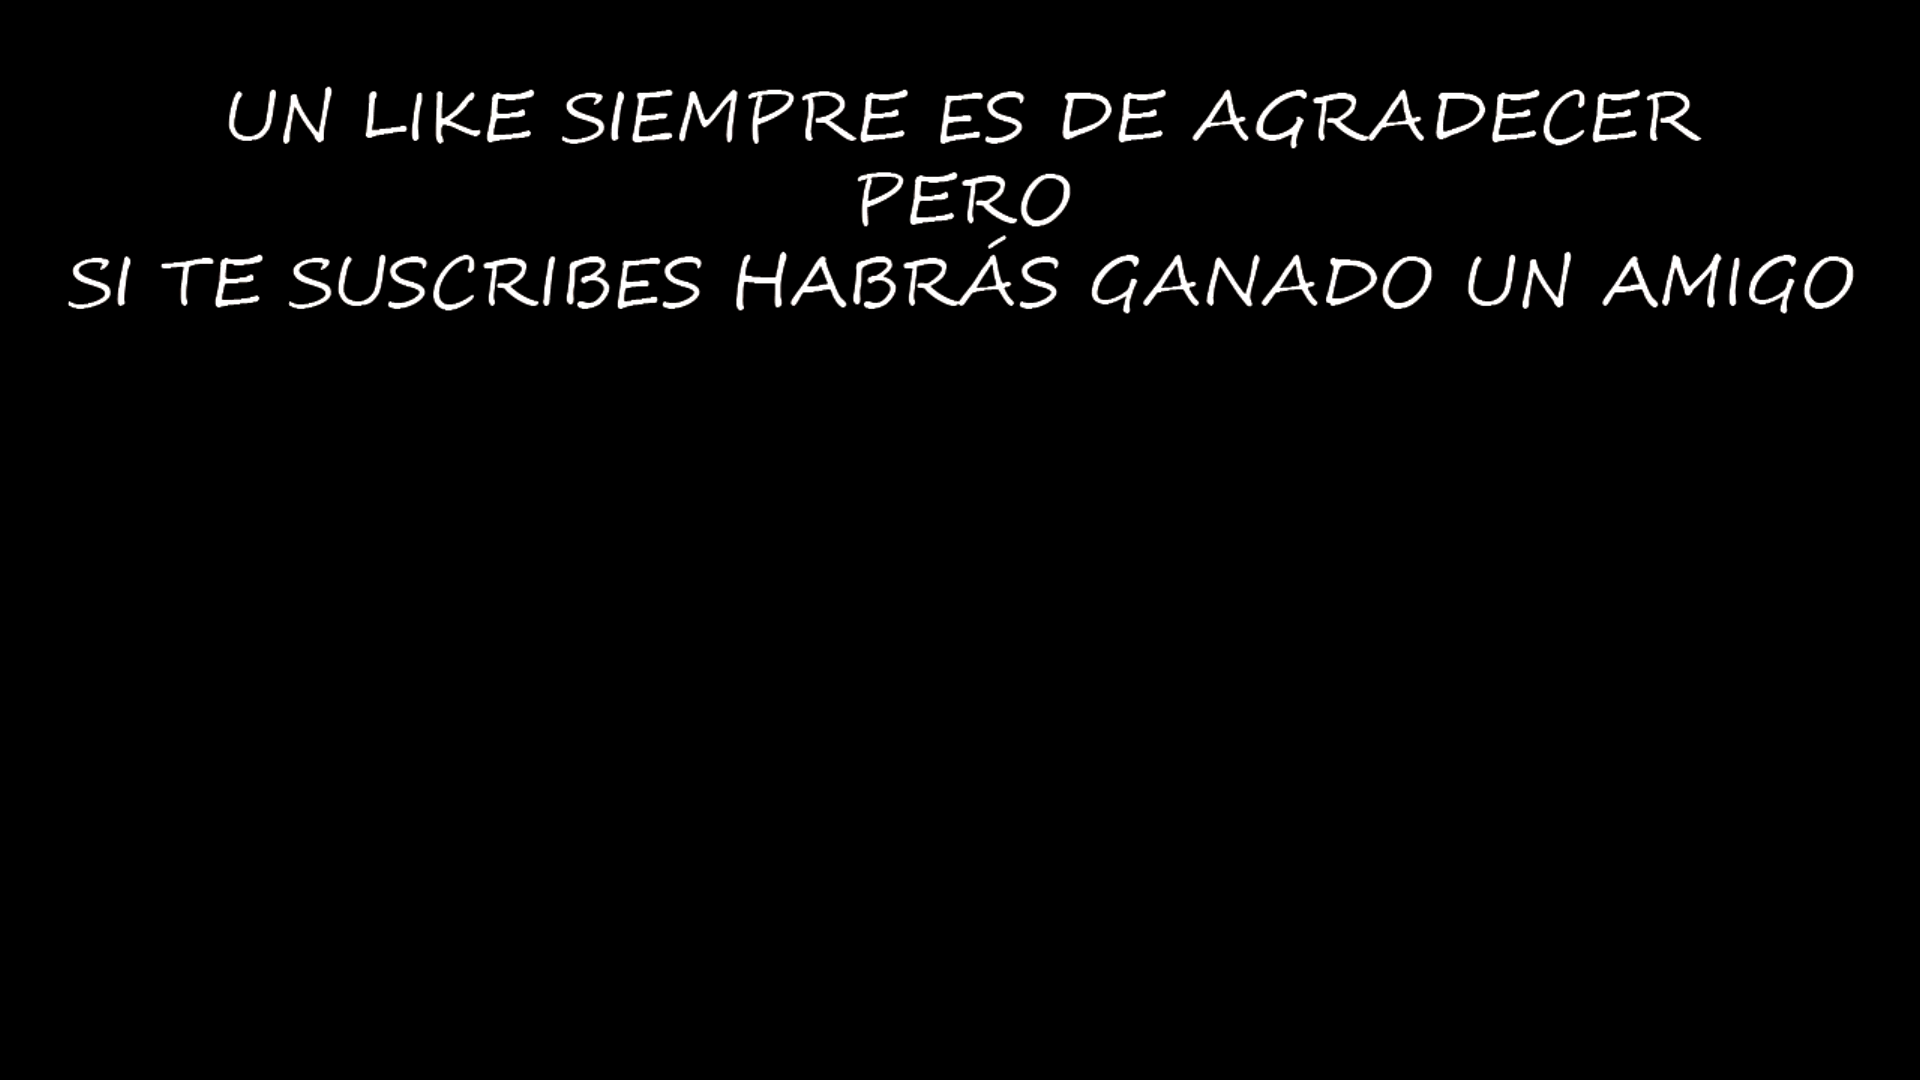 UN LIKE SIEMPRE ES DE AGRADECER
PERO
SI TE SUSCRIBES HABRÁS GANADO UN AMIGO